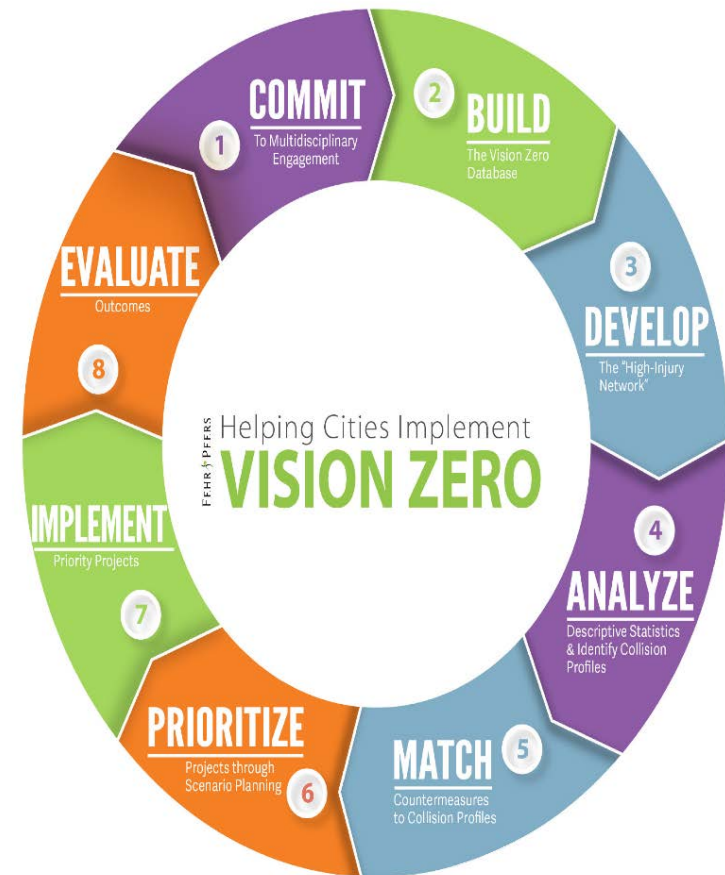 1
COMMIT
To Multidisciplinary
Engagement
2
BUILD
The Vision Zero
Database
3
DEVELOP
The "High-Injury
Network"
4
ANALYZE
Descriptive Statistics
& Identify Collision
Profiles
5
MATCH
Countermeasures
to Collision Profiles
6
PRIORITIZE
Projects through
Scenario Planning
7
IMPLEMENT
Priority Projects
8
EVALUATE
Outcomes
FEHR PEERS
Helping Cities Implement
VISION ZERO